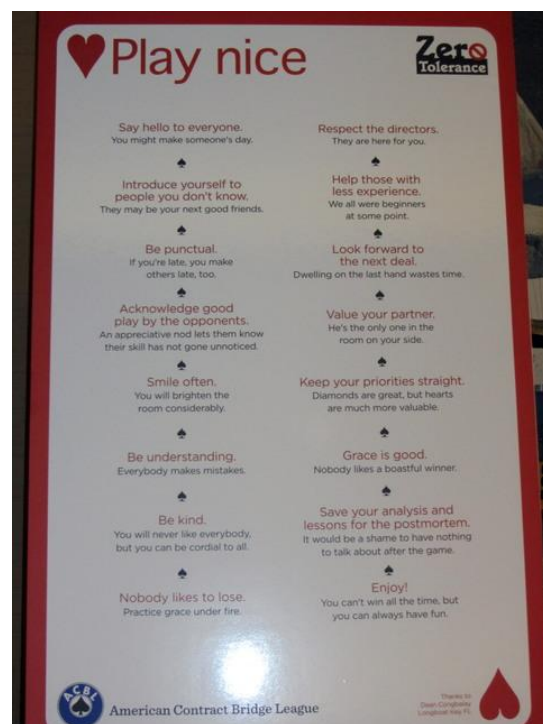 Play nice
Zero
Tolerance
Say hello to everyone.
You might make someone's day.
Introduce yourself to
people you don't know.
They may be your next good friends.
Be punctual.
If you're late, you make
others late, too.
Acknowledge good
play by the opponents.
An appreciative nod lets them know
their skill has not gone unnoticed.
Smile often.
You will brighten the
room considerably.
Be understanding.
Everybody makes mistakes.
Be kind.
You will never like everybody,
but you can be cordial to all.
Nobody likes to lose.
Practice grace under fire.
Respect the directors.
They are here for you.
Help those with
less experience.
We all were beginners
at some point.
Look forward to
the next deal.
Dwelling on the last hand wastes time.
Value your partner.
He's the only one in the
room on your side.
Keep your priorities straight.
Diamonds are great, but hearts
are much more valuable.
Grace is good.
Nobody likes a boastful winner.
Save your analysis and
lessons for the postmortem.
It would be a shame to have nothing
to talk about after the game.
Enjoy!
You can't win all the time, but
you can always have fun.
ACBL
American Contract Bridge League
Thanks to
Dean Congbalay
Longboat Key FL